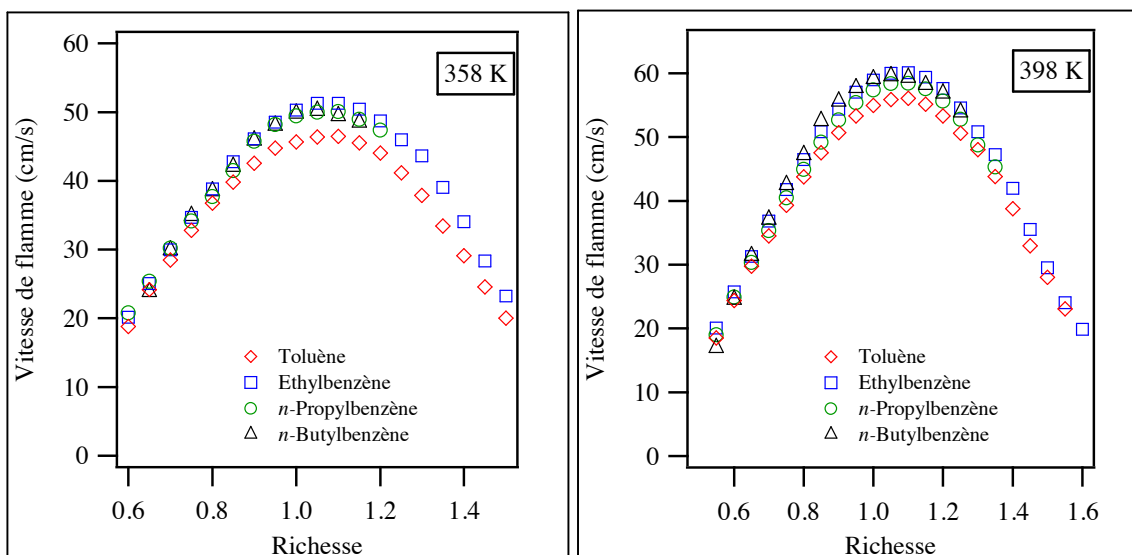 358 K
60
50
40
30
20
10
0
Vitesse de flamme (cm/s)
Toluène
Ethylbenzène
n-Propylbenzène
n-Butylbenzène
0.6 0.8 1.0 1.2 1.4
Richesse
398 K
60
50
40
30
20
10
0
Vitesse de flamme (cm/s)
Toluène
Ethylbenzène
n-Propylbenzène
n-Butylbenzène
0.6 0.8 1.0 1.2 1.4 1.6
Richesse